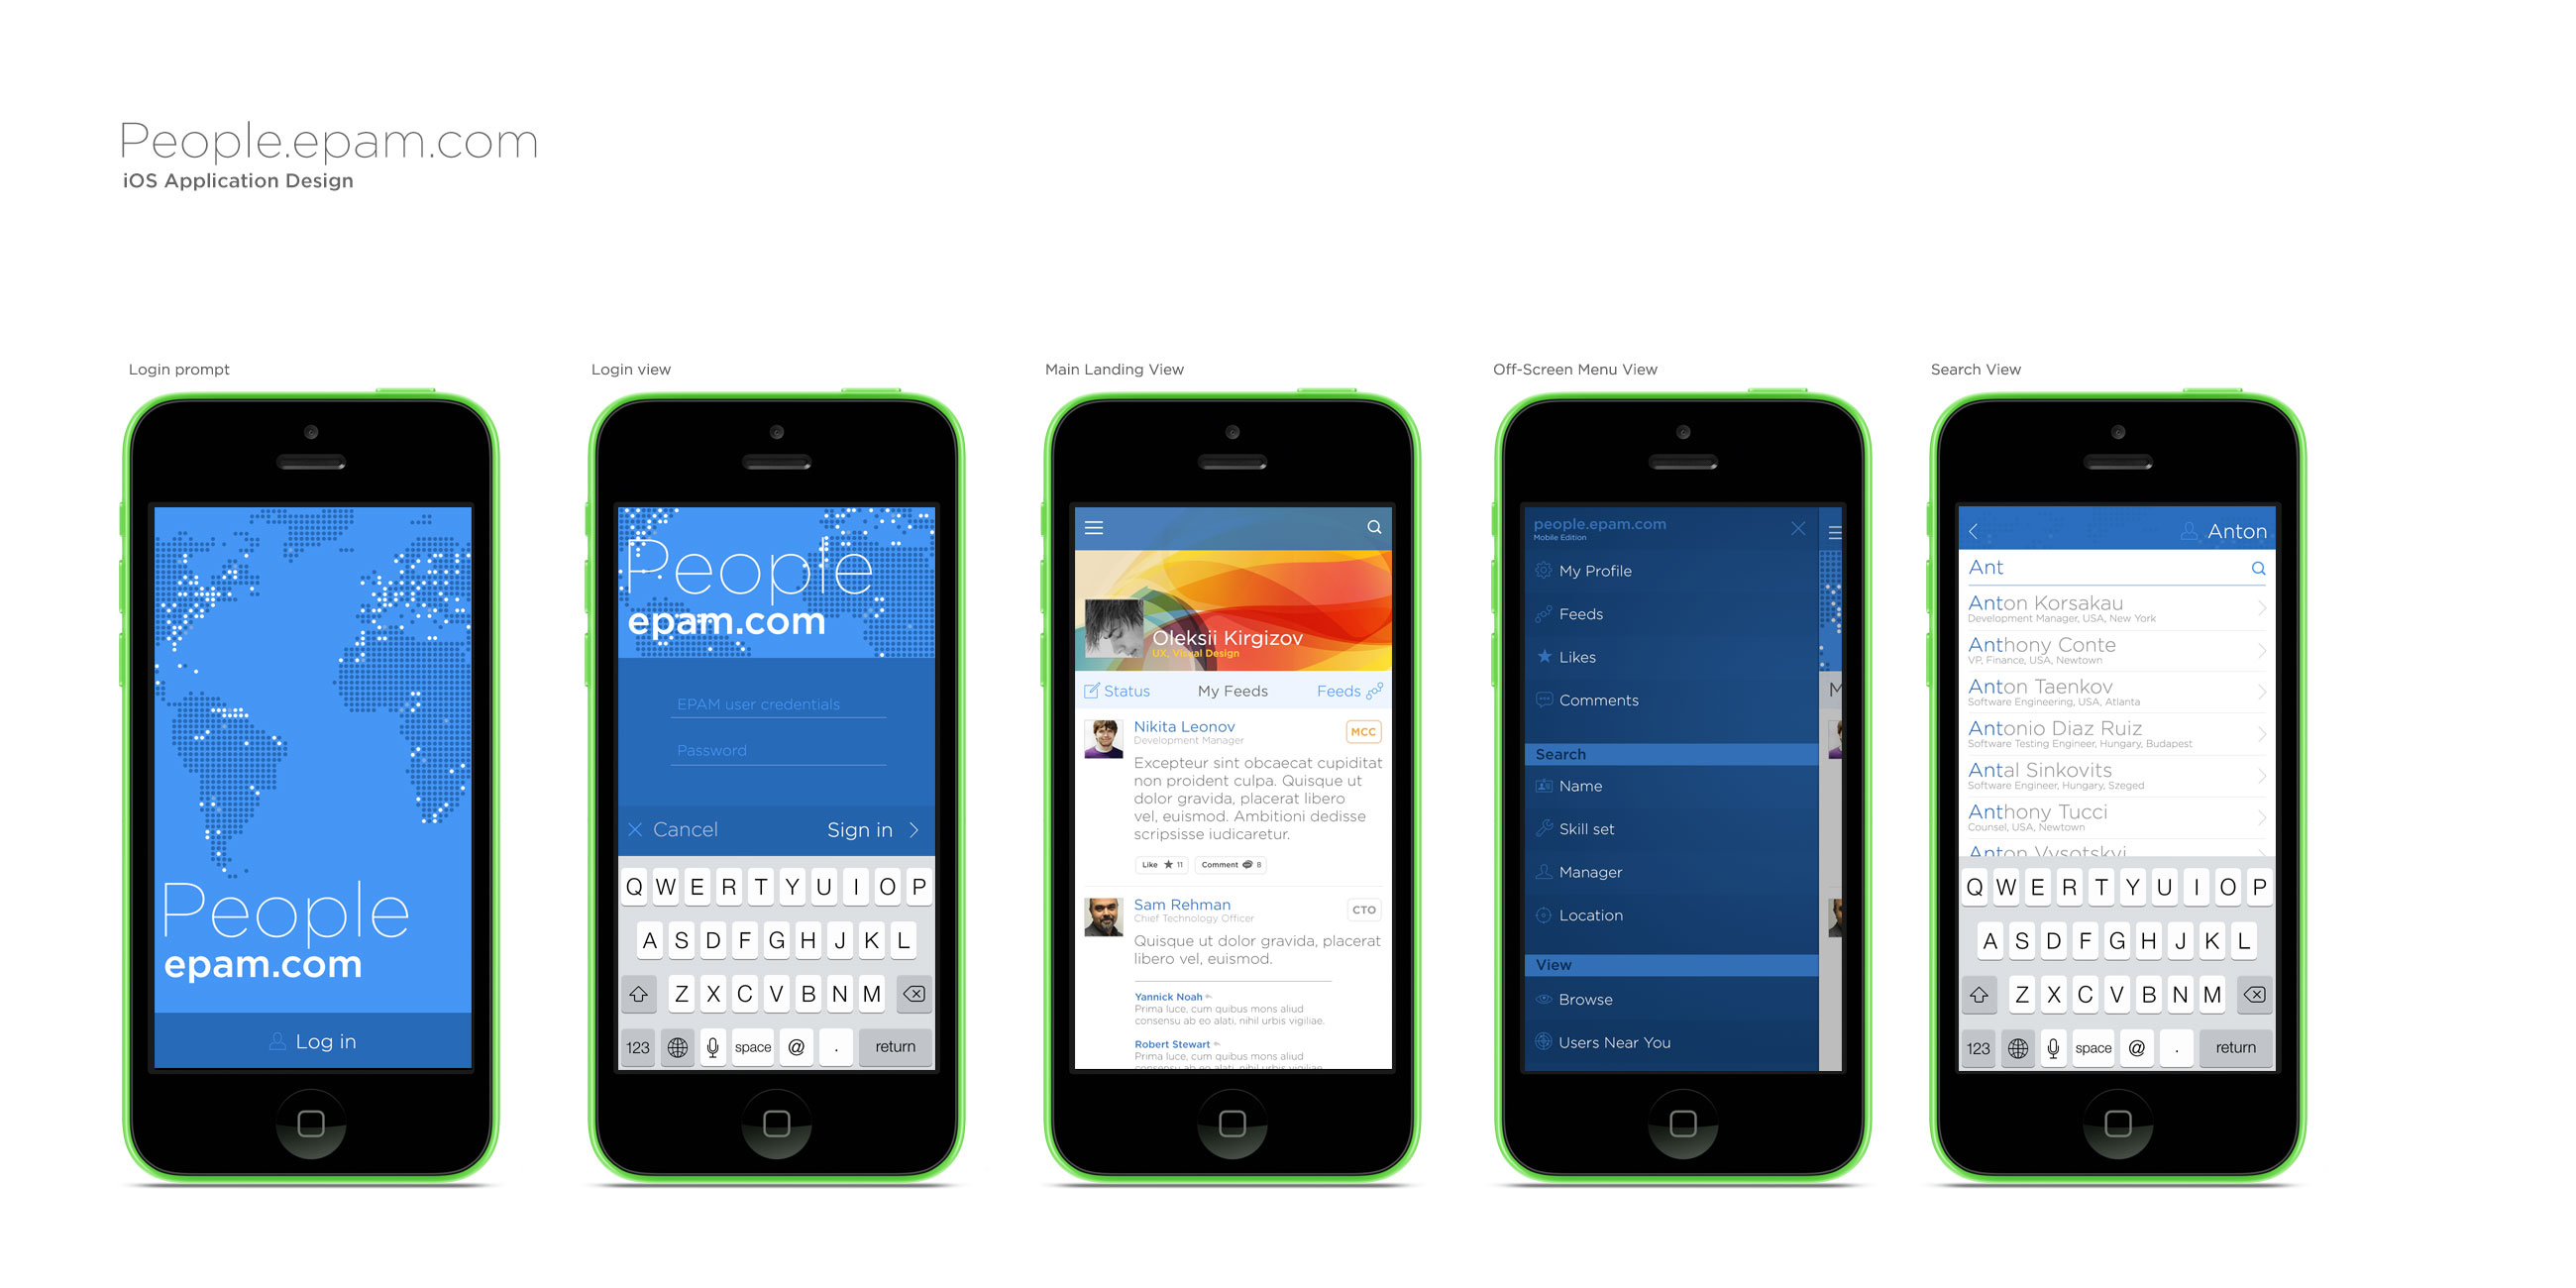 People.epam.com
iOS Application Design
Login prompt
People
epam.com
Log in
Login view
People
epam.com
EPAM user credentials
Password
Cancel
Sign in
Q W E R T Y U I O P
A S D F G H J K L
Z X C V B N M
123 space @ . return
Main Landing View
Oleksii Kirgizov
UX, Visual Design
Status My Feeds Feeds
Nikita Leonov
MCC
Development Manager
Excepteur sint obcaecat cupiditat
non proident culpa. Quisque ut
dolor gravida, placerat libero
vel, euismod. Ambitioni dedisse
scripsisse iudicaretur.
Like 11 Comment 8
Sam Rehman
CTO
Chief Technology Officer
Quisque ut dolor gravida, placerat
libero vel, euismod.
Yannick Noah
Prima luce, cum quibus mons aliud
consensu ab eo alati, nihil urbis vigiliae.
Robert Stewart
Prima luce, cum quibus mons aliud
consensu ab eo alati, nihil urbis vigiliae
Off-Screen Menu View
people.epam.com
Mobile Edition
My Profile
Feeds
Likes
Comments
M
Search
Name
Skill set
Manager
Location
View
Browse
Users Near You
Search View
Anton
Ant
Anton Korsakau
Development Manager, USA, New York
Anthony Conte
VP, Finance, USA, Newtown
Anton Taenkov
Software Engineering, USA, Atlanta
Antonio Diaz Ruiz
Software Testing Engineer, Hungary, Budapest
Antal Sinkovits
Software Engineer, Hungary, Szeged
Anthony Tucci
Counsel, USA, Newtown
Anton Vysotskyi
Q W E R T Y U I O P
A S D F G H J K L
Z X C V B N M
123 space @ . return